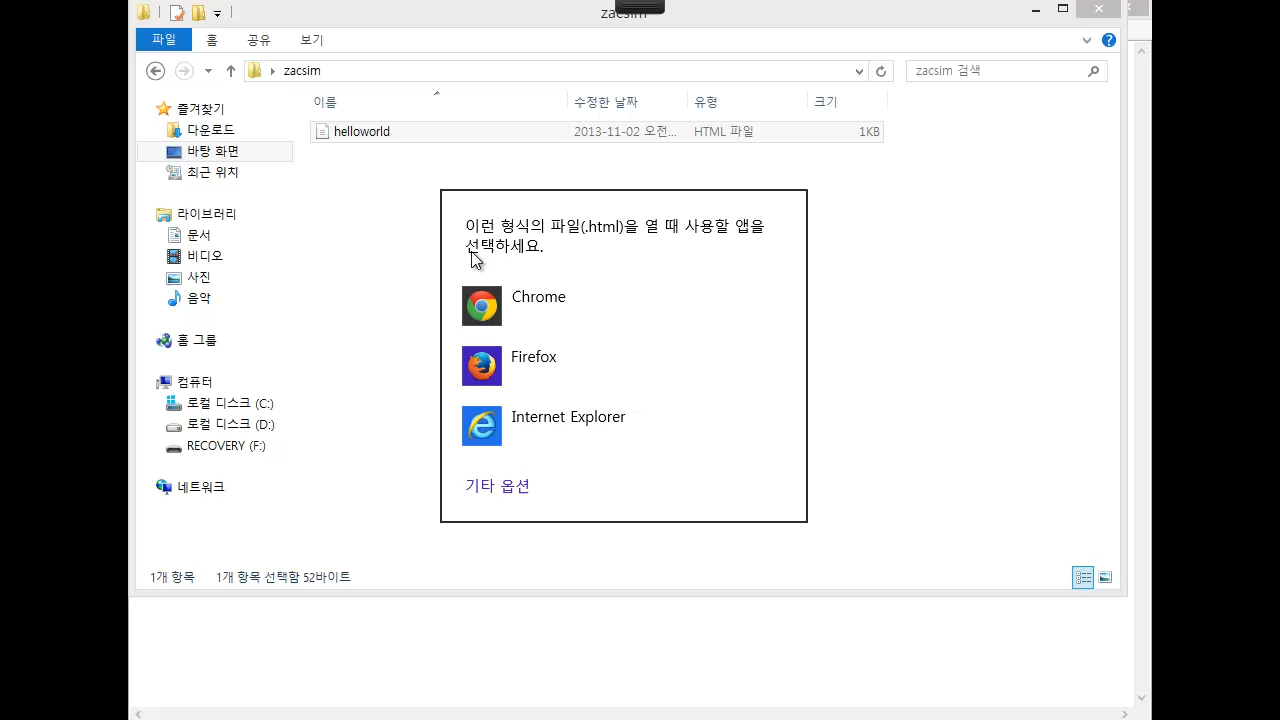 zacsim
파일 홈 공유 보기
zacsim
zacsim 검색
이름 수정한 날짜 유형 크기
helloworld 2013-11-02 오전... HTML 파일 1KB
즐겨찾기
다운로드
바탕 화면
최근 위치
라이브러리
문서
비디오
사진
음악
홈 그룹
컴퓨터
로컬 디스크 (C:)
로컬 디스크 (D:)
RECOVERY (F:)
네트워크
이런 형식의 파일(.html)을 열 때 사용할 앱을
선택하세요.
Chrome
Firefox
Internet Explorer
기타 옵션
1개 항목 1개 항목 선택함 52바이트